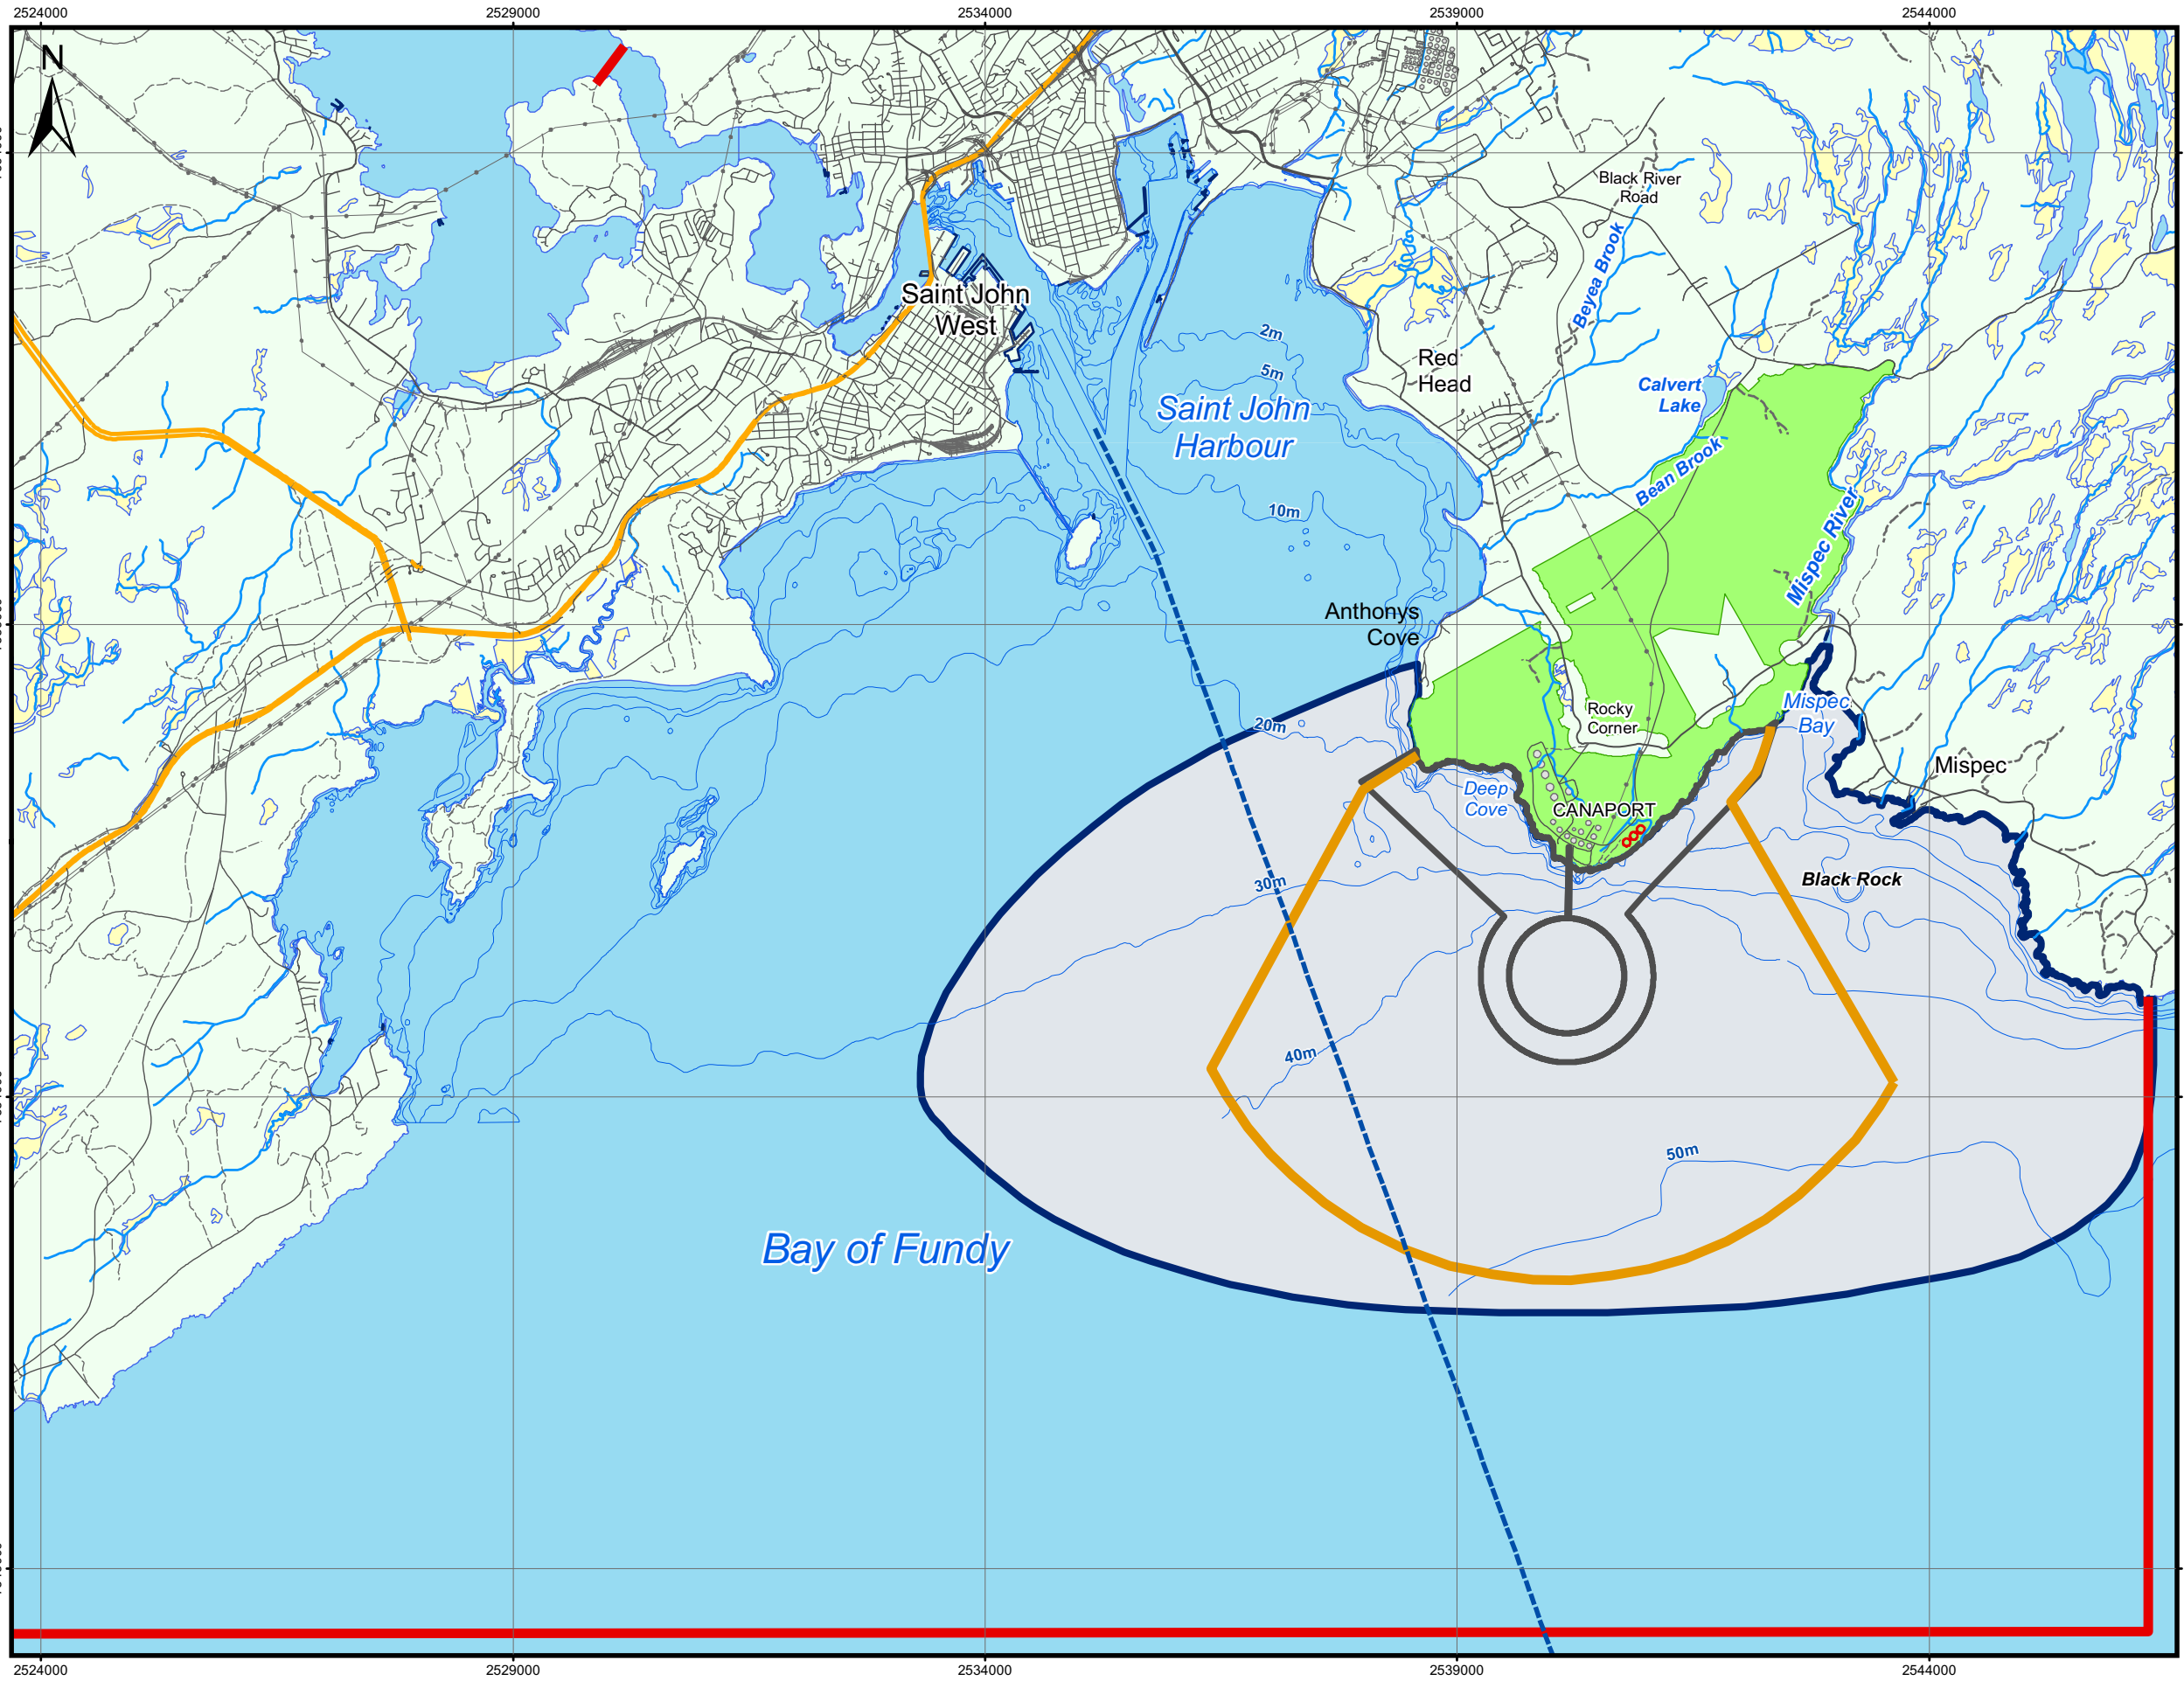 2524000 2529000 2534000 2539000 2544000
N
Black River
Road
Beyea Brook
Saint John
West
2m
Red
Head
5m
Calvert
Lake
Saint John
Harbour
Bean Brook
10m
Mispec River
Anthonys
Cove
Mispec
Bay
Rocky
Corner
20m
Mispec
Deep
Cove
CANAPORT
Black Rock
30m
40m
50m
Bay of Fundy
2524000 2529000 2534000 2539000 2544000